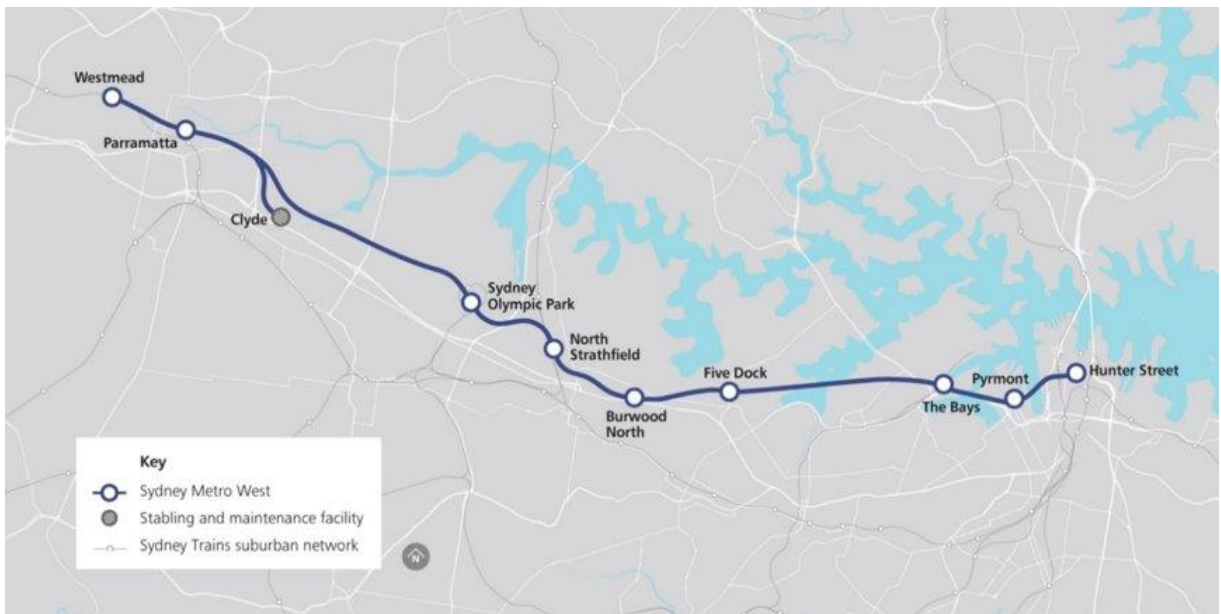 Westmead
Parramatta
Clyde
Sydney
Olympic Park
North
Strathfield
Five Dock
Burwood
North
The Bays
Pyrmont
Hunter Street
Key
Sydney Metro West
Stabling and maintenance facility
Sydney Trains suburban network
N